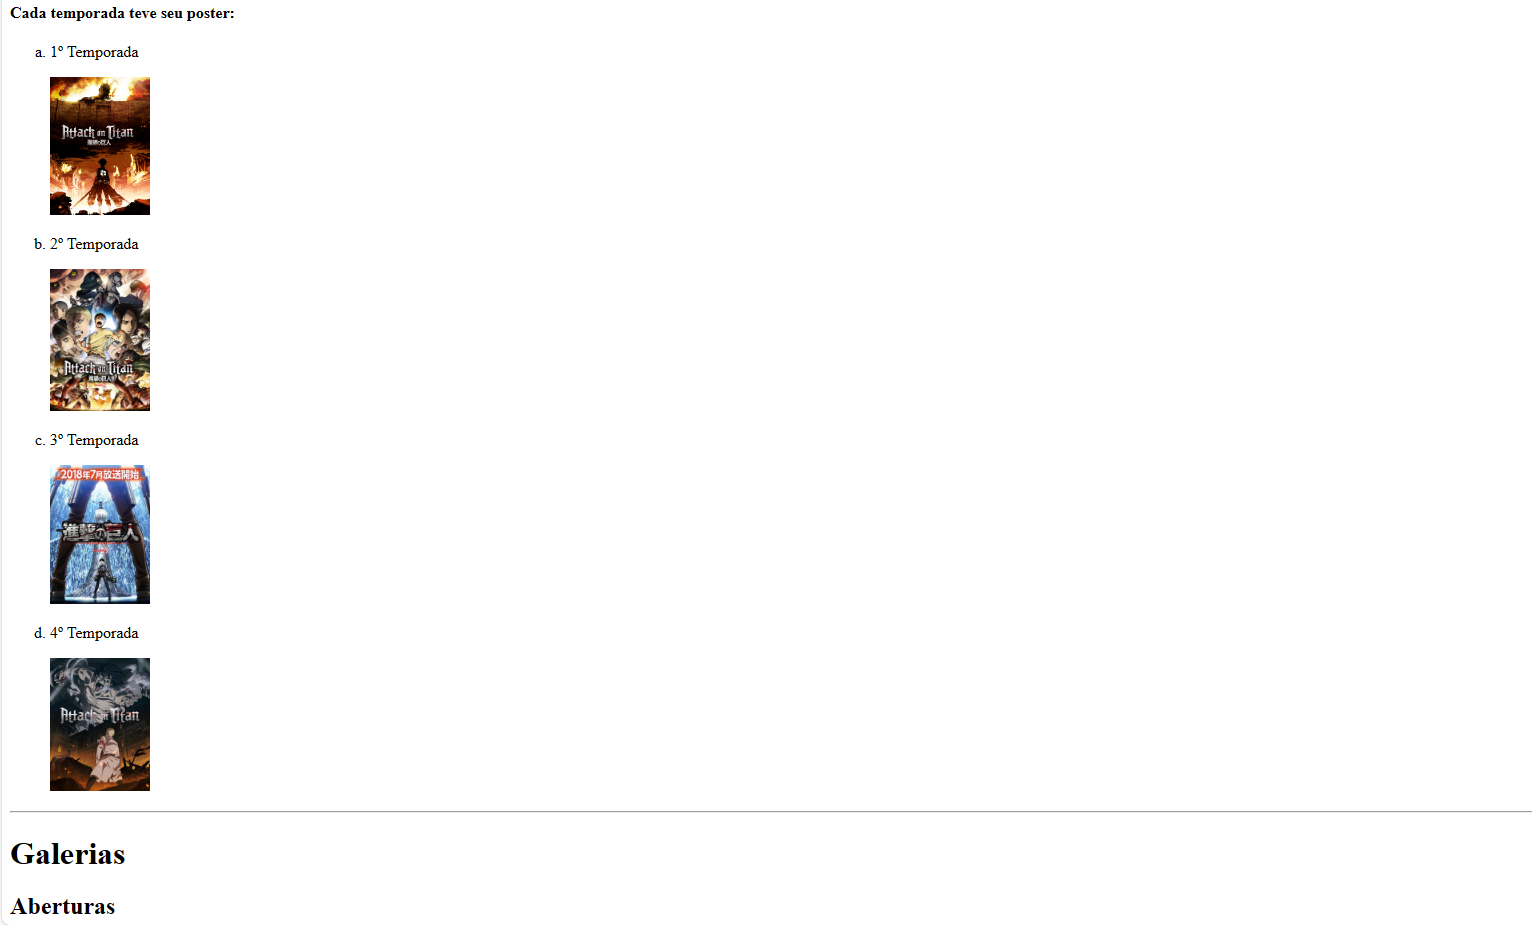 Cada temporada teve seu poster:
a. 1º Temporada
Attack on Titan
進撃の巨人
b. 2º Temporada
Attack on Titan
進撃の巨人
c. 3º Temporada
2018年7月放送開始
進撃の巨人
d. 4º Temporada
Attack on Titan
Galerias
Aberturas